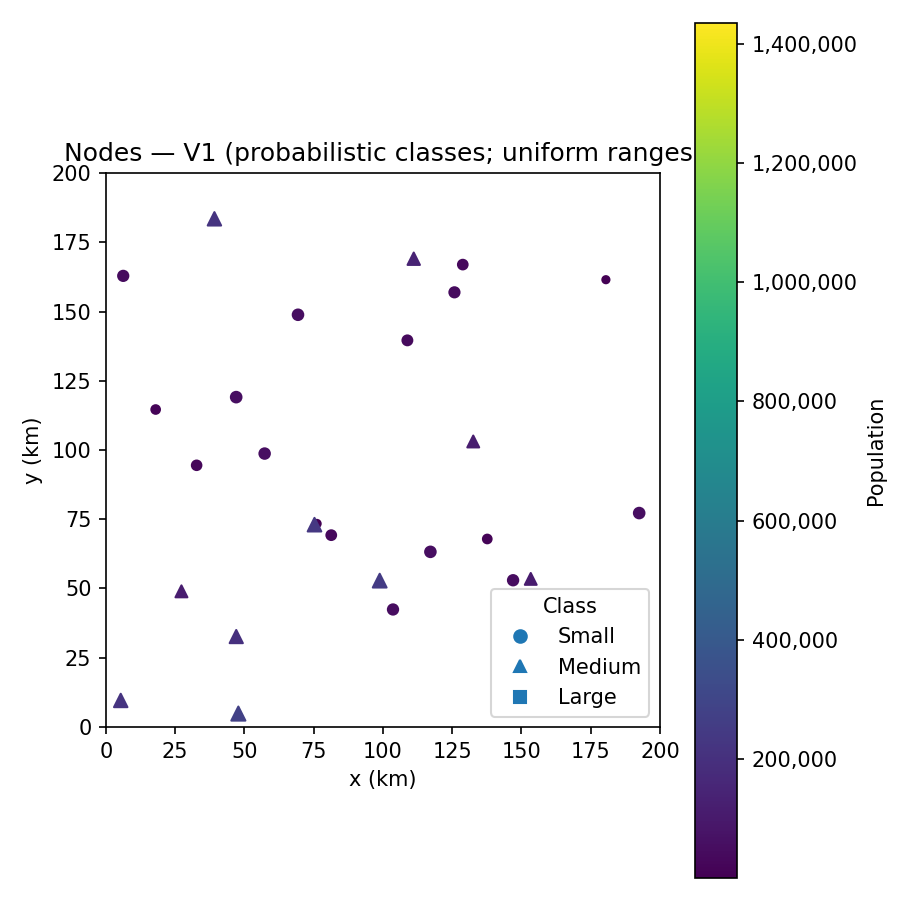 Nodes — V1 (probabilistic classes; uniform ranges
200
175
150
125
100
75
50
25
0
y (km)
0 25 50 75 100 125 150 175 200
x (km)
Class
Small
Medium
Large
1,400,000
1,200,000
1,000,000
800,000
600,000
400,000
200,000
Population